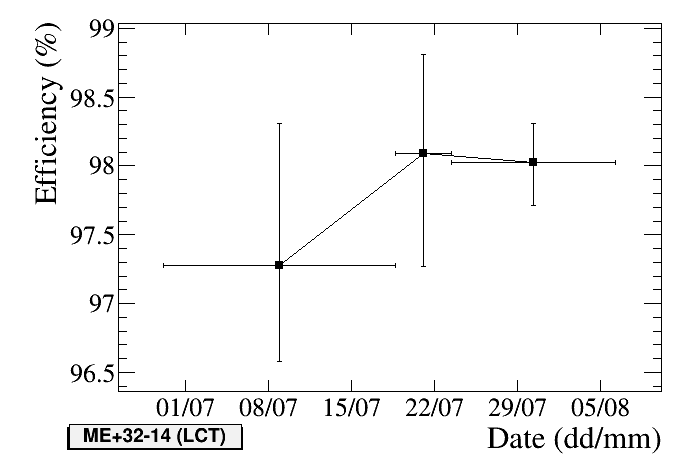 Efficiency (%)
99
98.5
98
97.5
97
96.5
01/07 08/07 15/07 22/07 29/07 05/08
ME+32-14 (LCT)
Date (dd/mm)